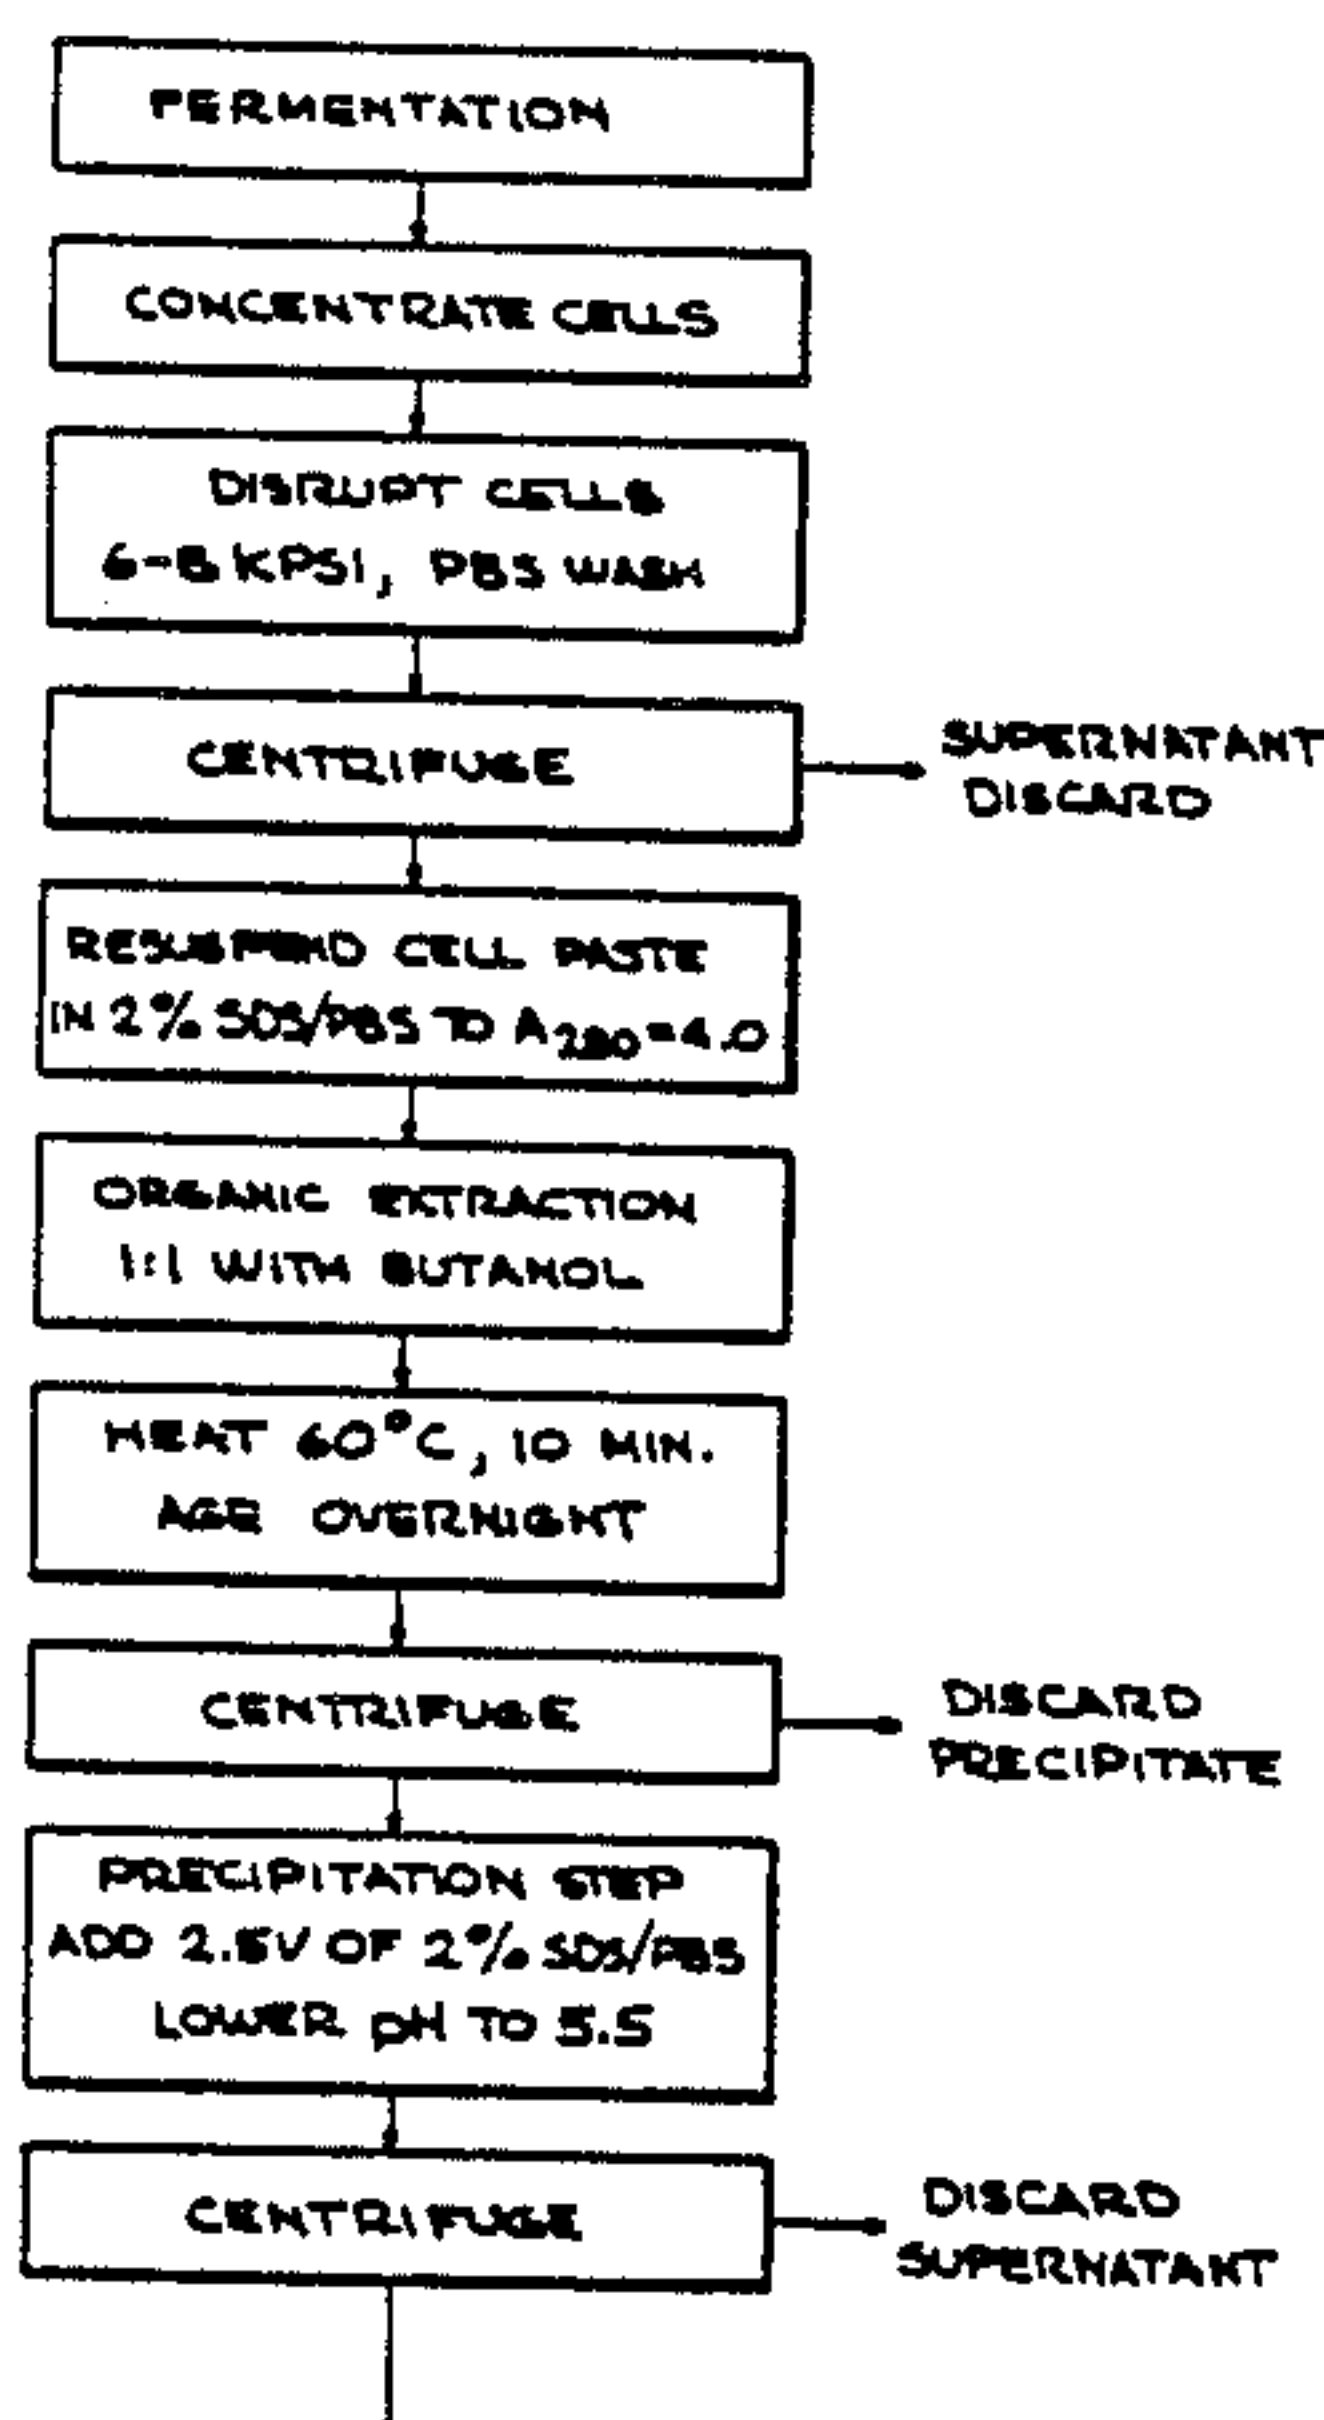 FERMENTATION
CONCENTRATE CELLS
DISRUPT CELLS
6-8 KPSI, PBS WASH
CENTRIFUGE
SUPERNATANT
DISCARD
RESUSPEND CELL PASTE
IN 2% SDS/PBS TO A280=4.0
ORGANIC EXTRACTION
1:1 WITH BUTANOL
HEAT 60°C, 10 MIN.
AGE OVERNIGHT
CENTRIFUGE
DISCARD
PRECIPITATE
PRECIPITATION STEP
ADD 2.5V OF 2% SDS/PBS
LOWER pH TO 5.5
CENTRIFUGE
DISCARD
SUPERNATANT